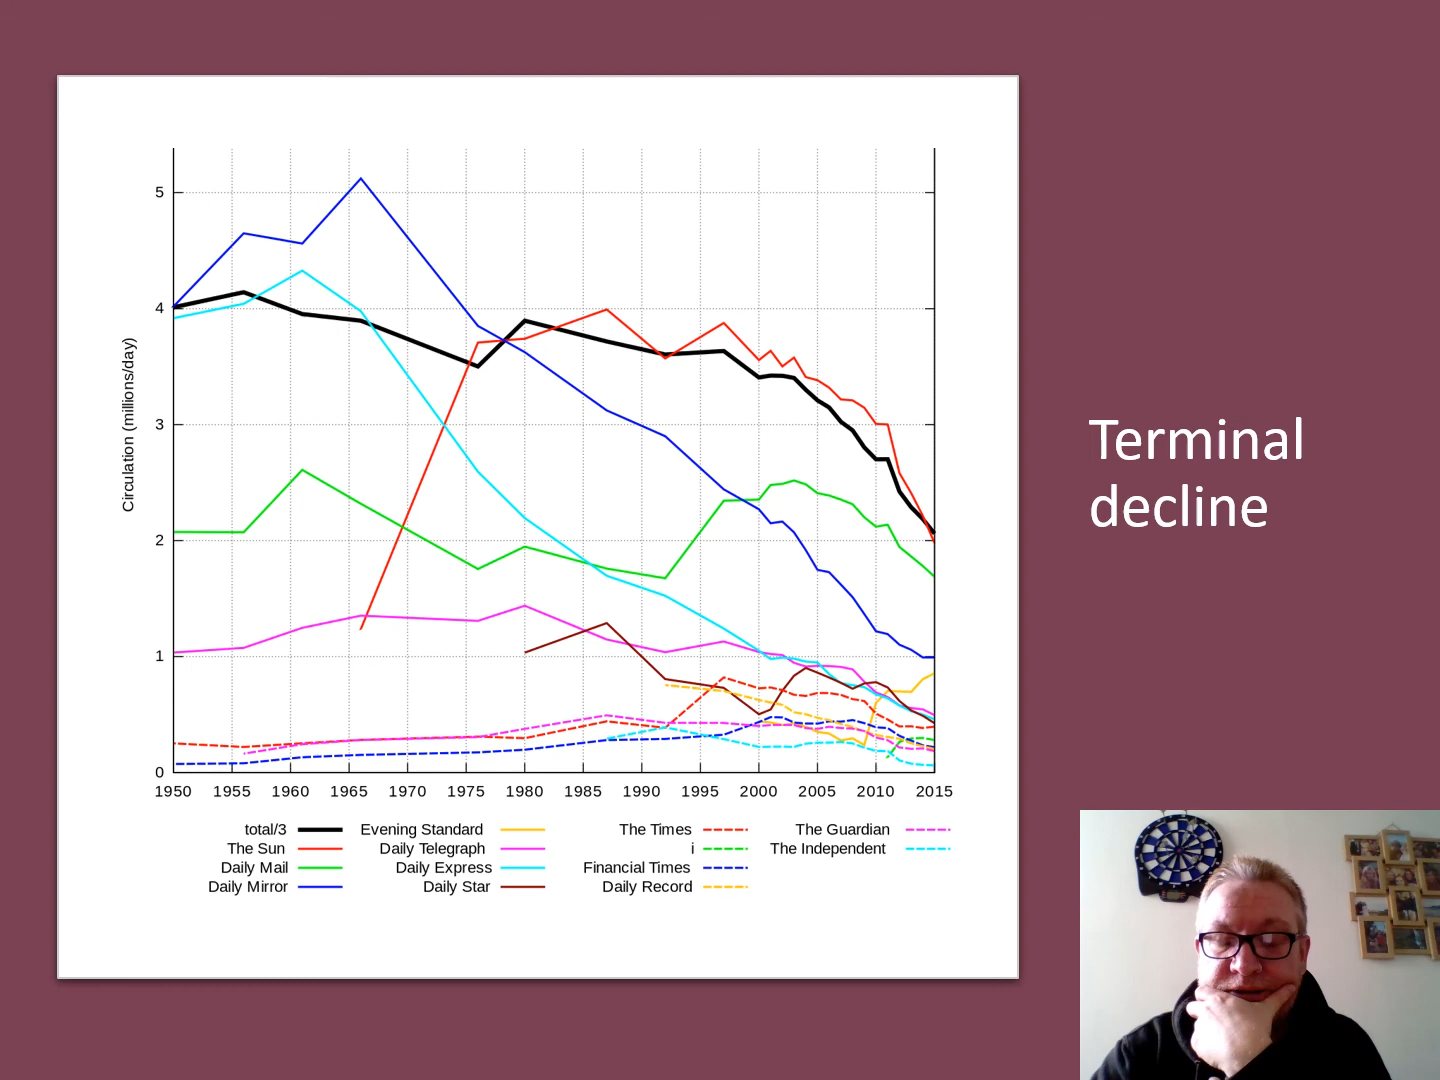 5
4
3
2
1
0
Circulation (millions/day)
1950 1955 1960 1965 1970 1975 1980 1985 1990 1995 2000 2005 2010 2015
total/3 Evening Standard The Times The Guardian
The Sun Daily Telegraph i The Independent
Daily Mail Daily Express Financial Times
Daily Mirror Daily Star Daily Record
Terminal
decline